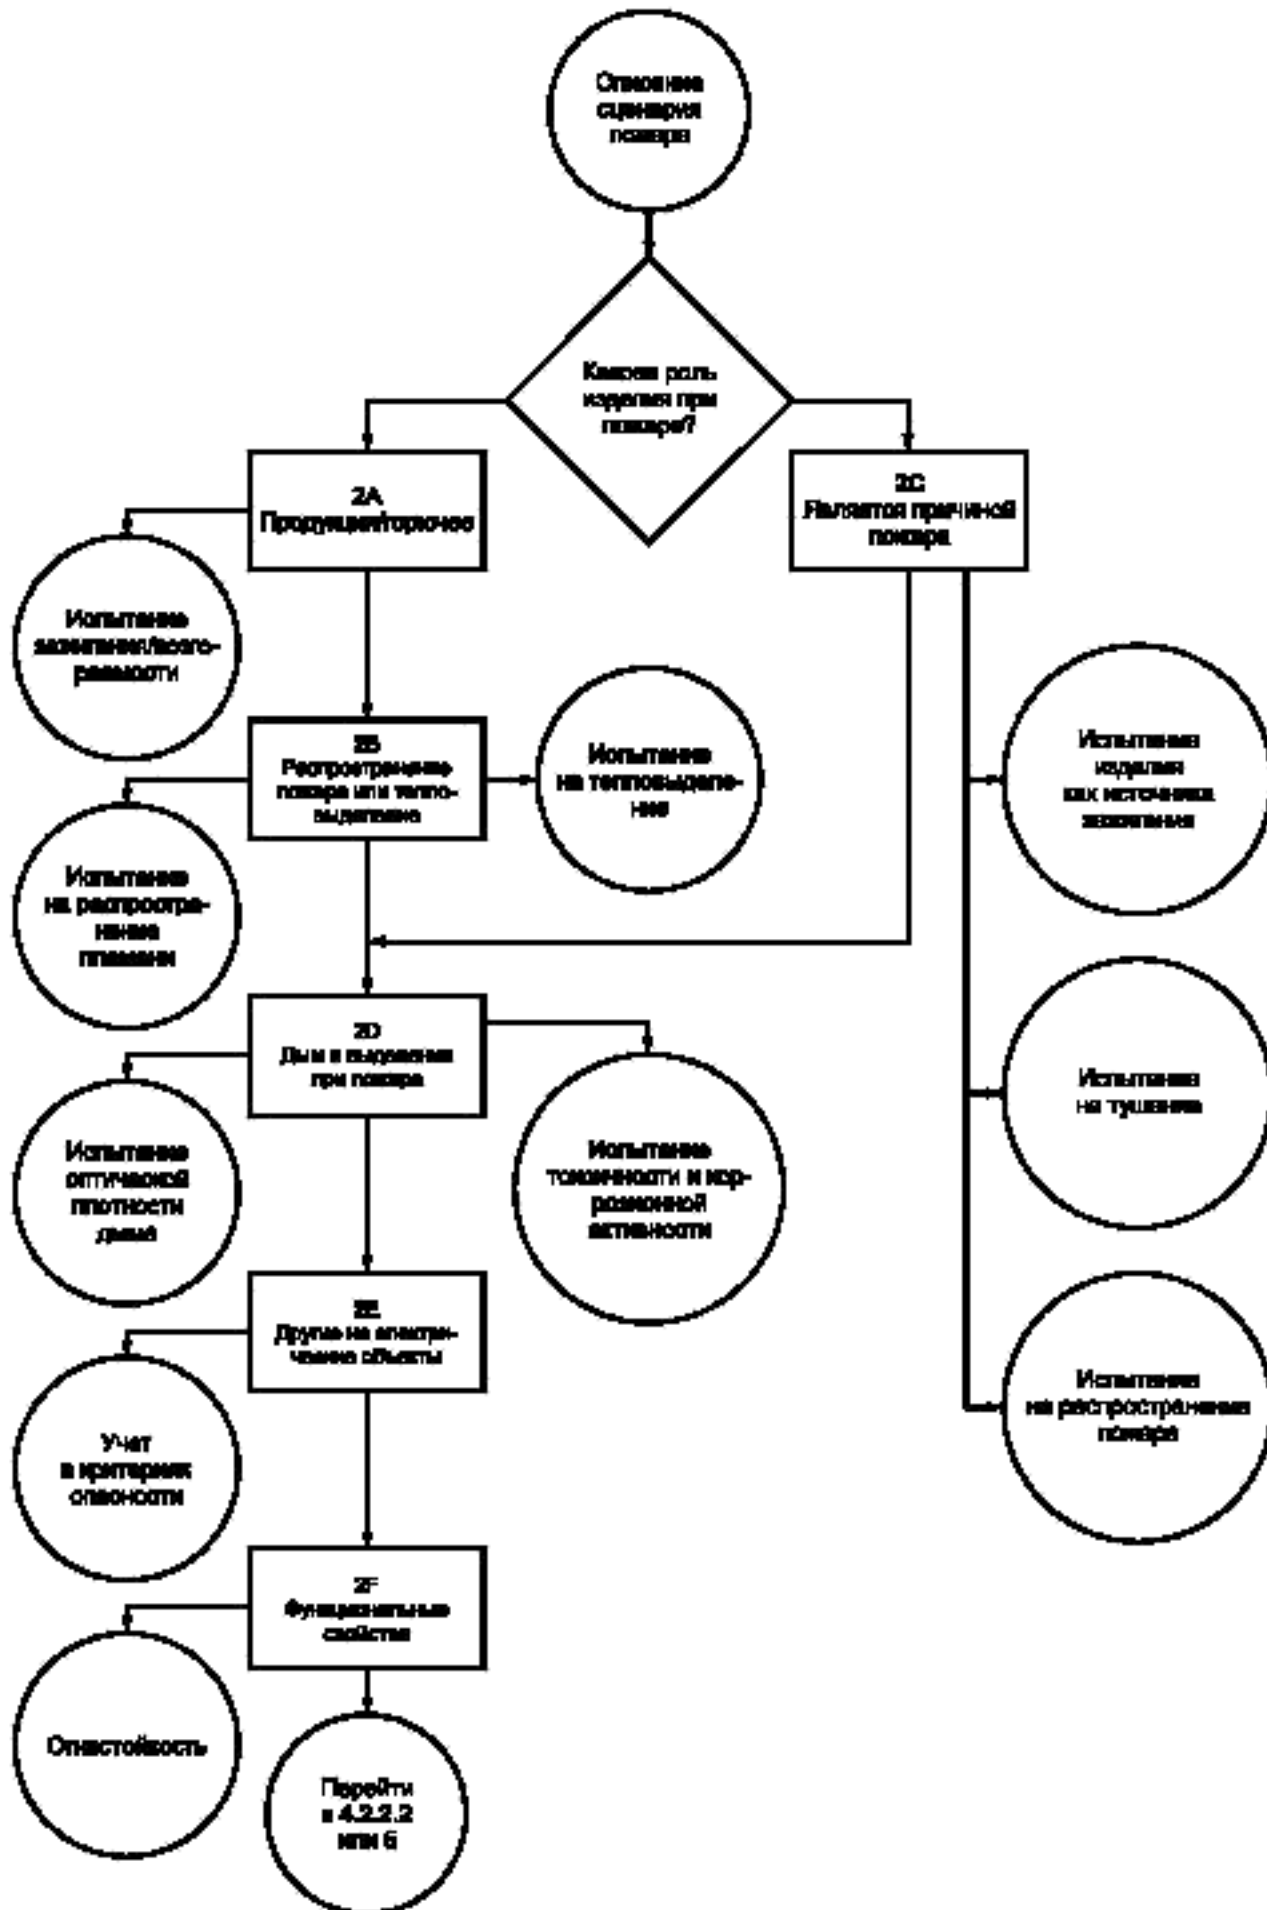 Описание
сценария
пожара
Какова роль
изделия при
пожаре?
2A
Продукция/горючее
2C
Является причиной
пожара
Испытание
зажигания/возго-
раемости
2B
Распространение
пожара или тепло-
выделение
Испытание
на тепловыделе-
ние
Испытание
изделия
как источника
зажигания
Испытание
на распростра-
нение
пламени
2D
Дым и выделения
при пожаре
Испытание
на тушение
Испытание
оптической
плотности
дыма
Испытание
токсичности и кор-
розионной
активности
2E
Другие не электри-
ческие объекты
Испытание
на распространение
пожара
Учет
в критериях
опасности
2F
Функциональные
свойства
Огнестойкость
Перейти
к 4.2.2.2
или 6